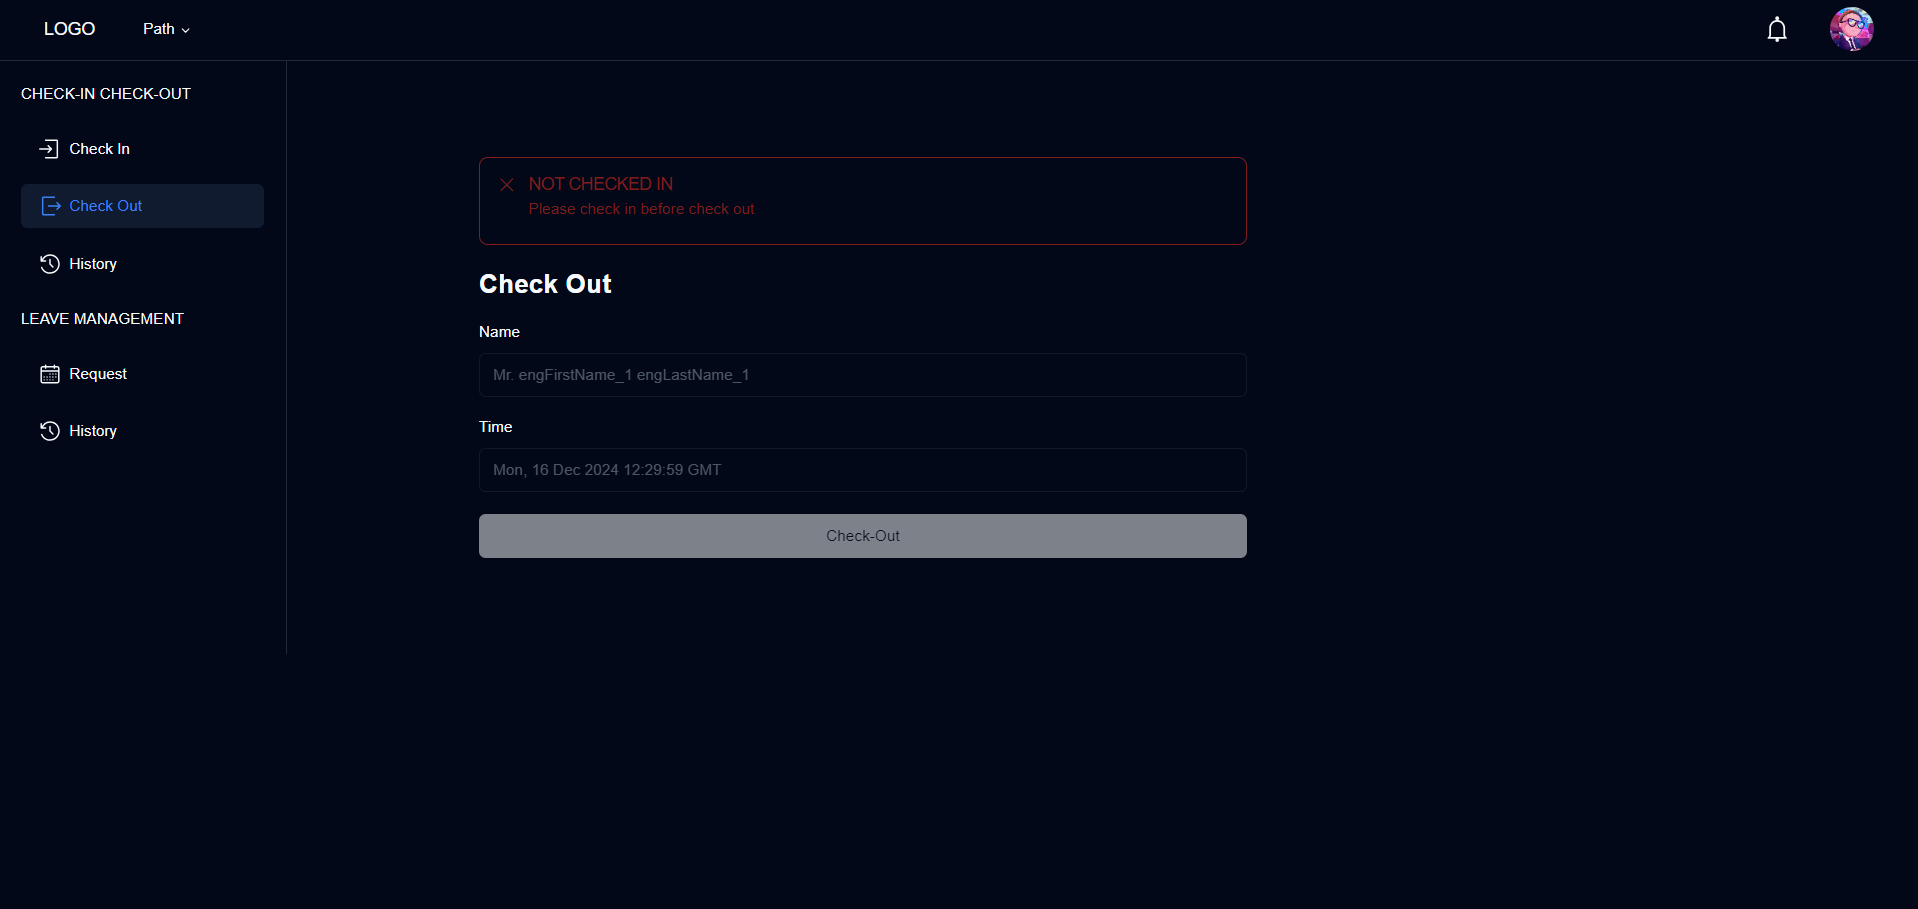 LOGO
Path
CHECK-IN CHECK-OUT
Check In
Check Out
History
LEAVE MANAGEMENT
Request
History
NOT CHECKED IN
Please check in before check out
Check Out
Name
Mr. engFirstName_1 engLastName_1
Time
Mon, 16 Dec 2024 12:29:59 GMT
Check-Out